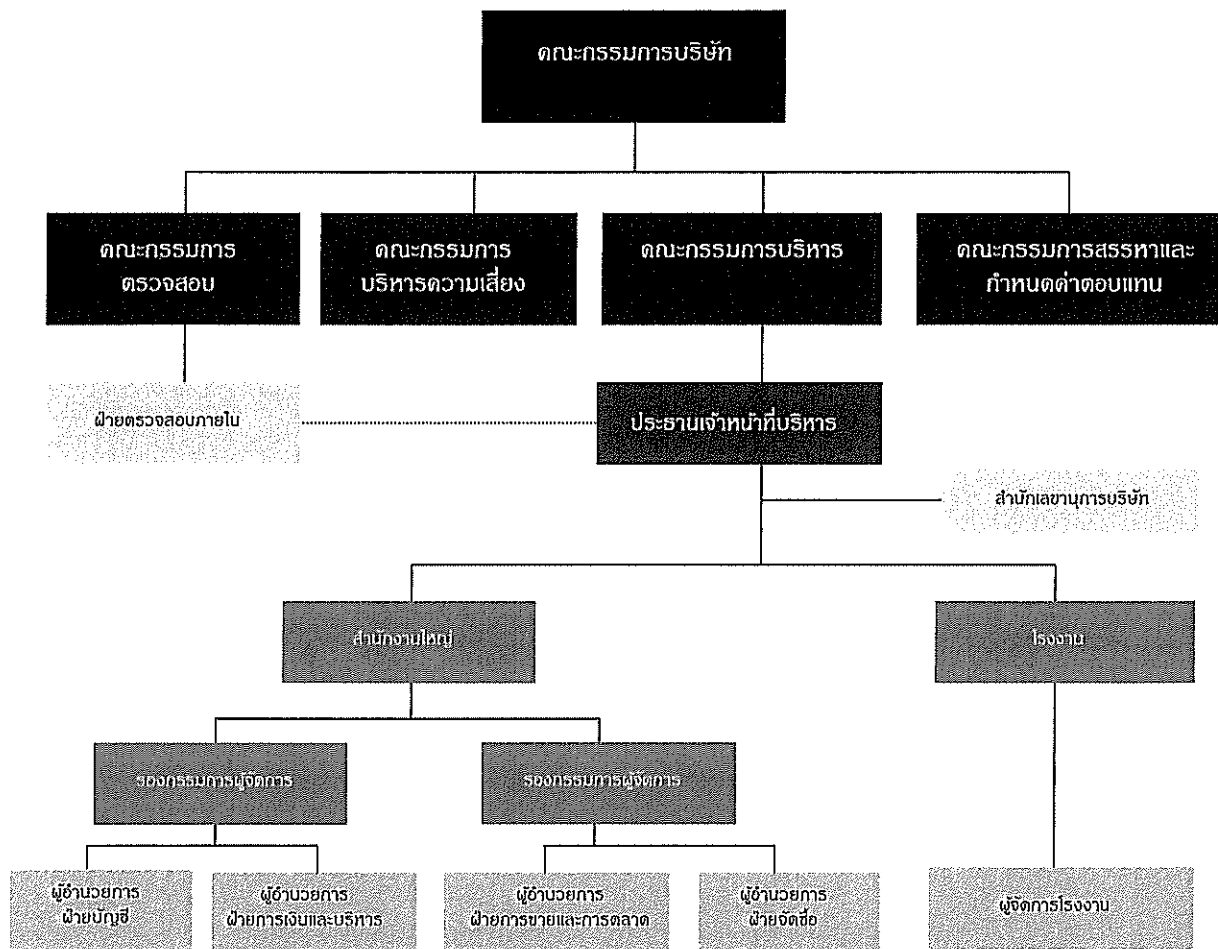 คณะกรรมการบริษัท
คณะกรรมการ
ตรวจสอบ
คณะกรรมการ
บริหารความเสี่ยง
คณะกรรมการบริหาร
คณะกรรมการสรรหาและ
กำหนดค่าตอบแทน
ฝ่ายตรวจสอบภายใน
ประธานเจ้าหน้าที่บริหาร
สำนักเลขานุการบริษัท
สำนักงานใหญ่
โรงงาน
รองกรรมการผู้จัดการ
รองกรรมการผู้จัดการ
ผู้อำนวยการ
ฝ่ายบัญชี
ผู้อำนวยการ
ฝ่ายการเงินและบริหาร
ผู้อำนวยการ
ฝ่ายการขายและการตลาด
ผู้อำนวยการ
ฝ่ายจัดซื้อ
ผู้จัดการโรงงาน